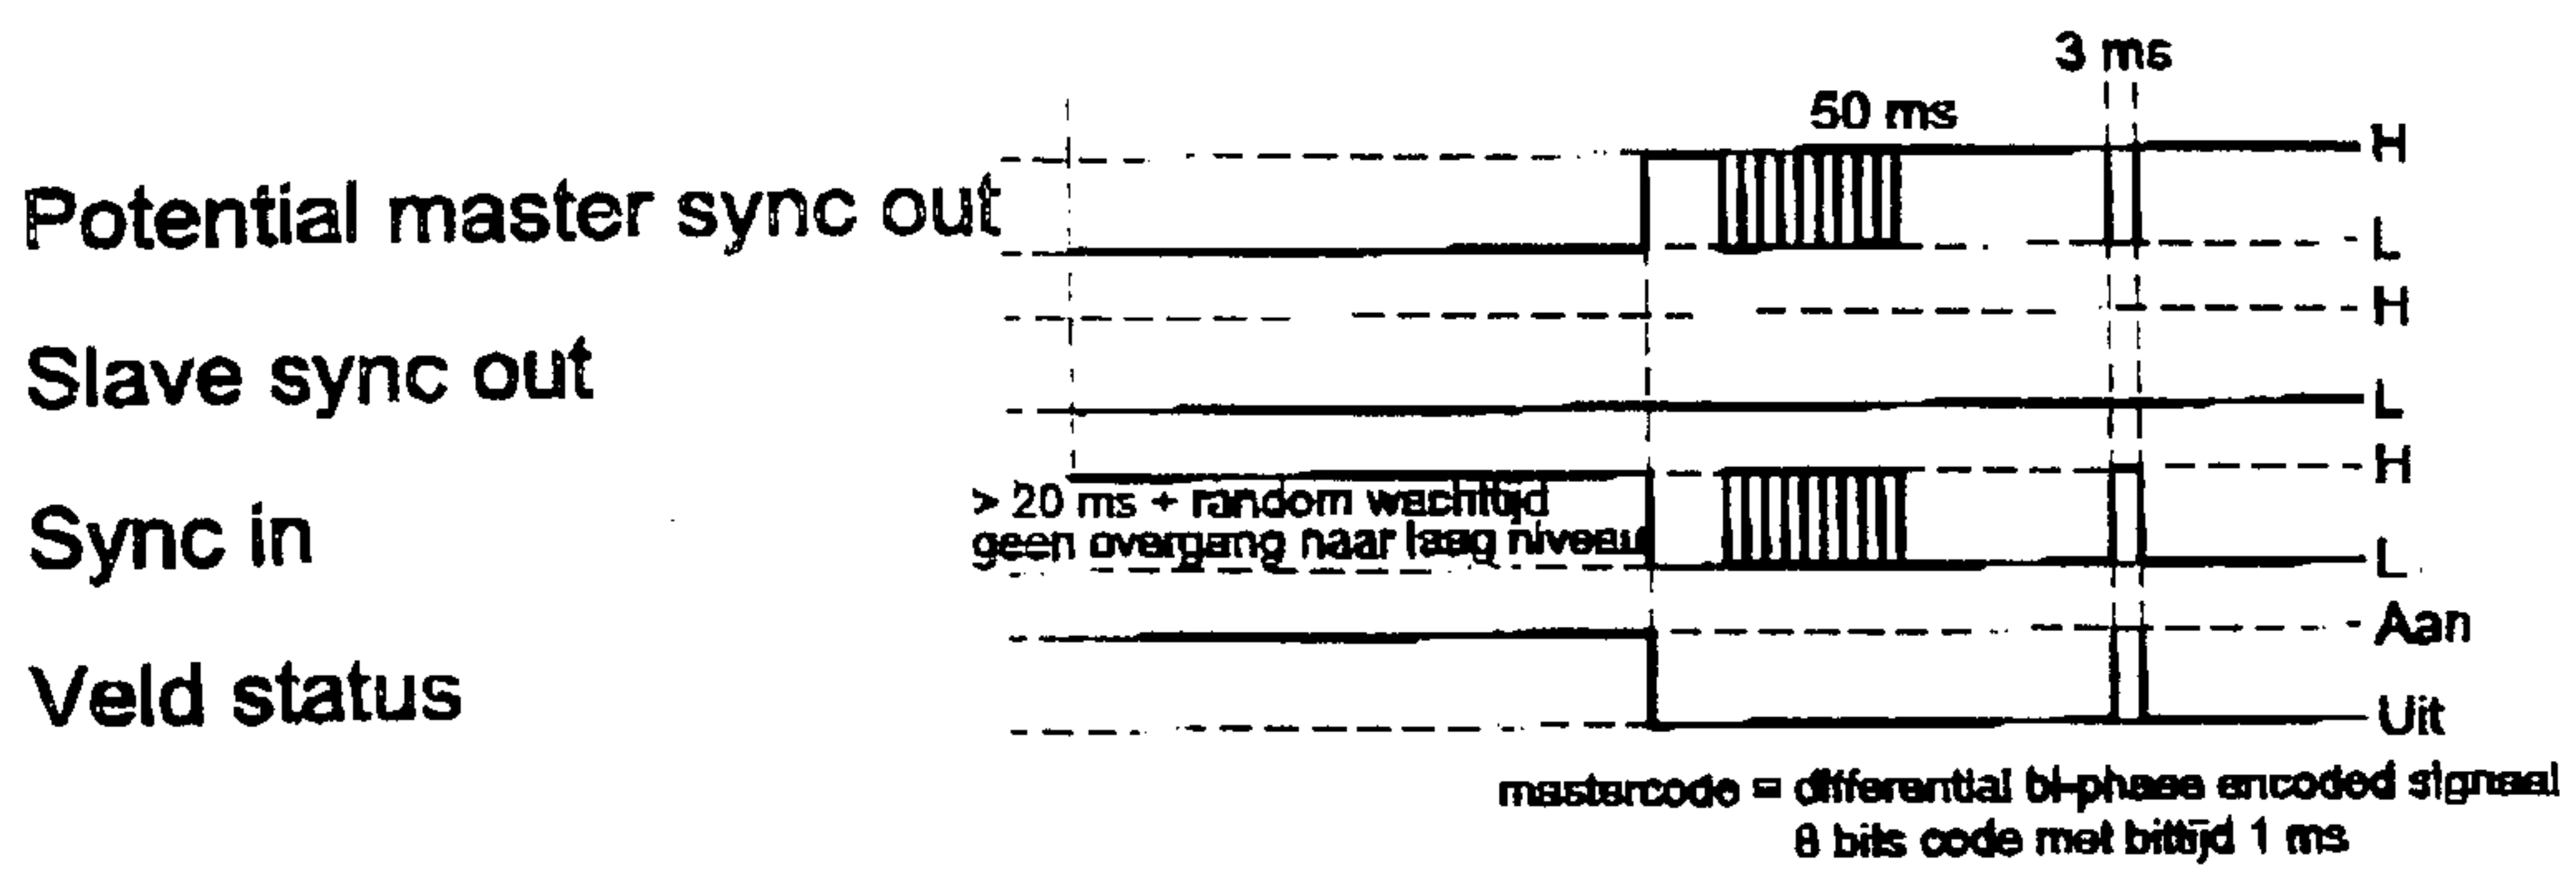 3 ms
50 ms
H
Potential master sync out
L
H
Slave sync out
L
H
> 20 ms + random wachttijd
geen overgang naar laag niveau
Sync in
L
Aan
Veld status
Uit
mastercode = differential bi-phase encoded signaal
8 bits code met bittijd 1 ms